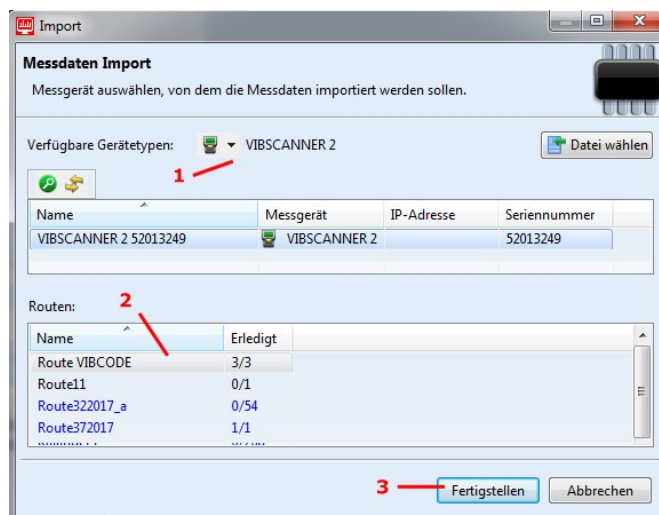 Import
Messdaten Import
Messgerät auswählen, von dem die Messdaten importiert werden sollen.
Verfügbare Gerätetypen: VIBSCANNER 2 Datei wählen
1
Name Messgerät IP-Adresse Seriennummer
VIBSCANNER 2 52013249 VIBSCANNER 2 52013249
Routen:
2
Name Erledigt
Route VIBCODE 3/3
Route11 0/1
Route322017_a 0/54
Route372017 1/1
3 Fertigstellen Abbrechen